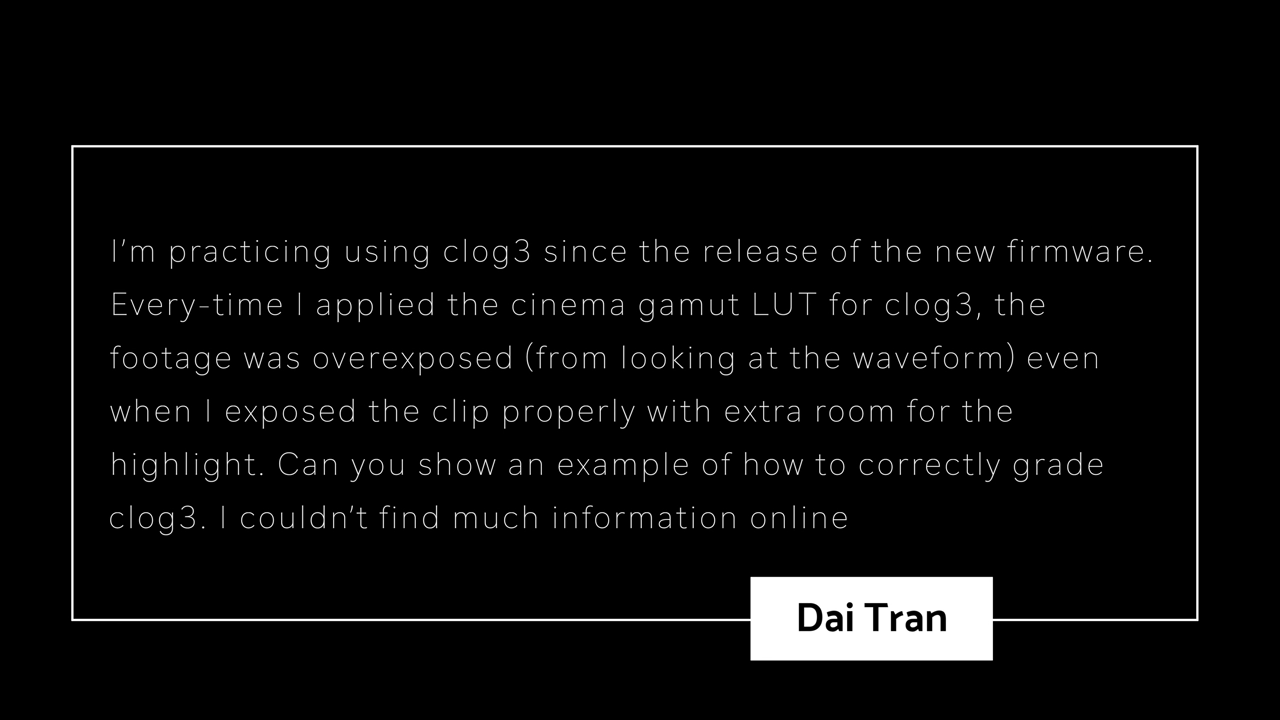 I’m practicing using clog3 since the release of the new firmware.
Every-time I applied the cinema gamut LUT for clog3, the
footage was overexposed (from looking at the waveform) even
when I exposed the clip properly with extra room for the
highlight. Can you show an example of how to correctly grade
clog3. I couldn’t find much information online
Dai Tran